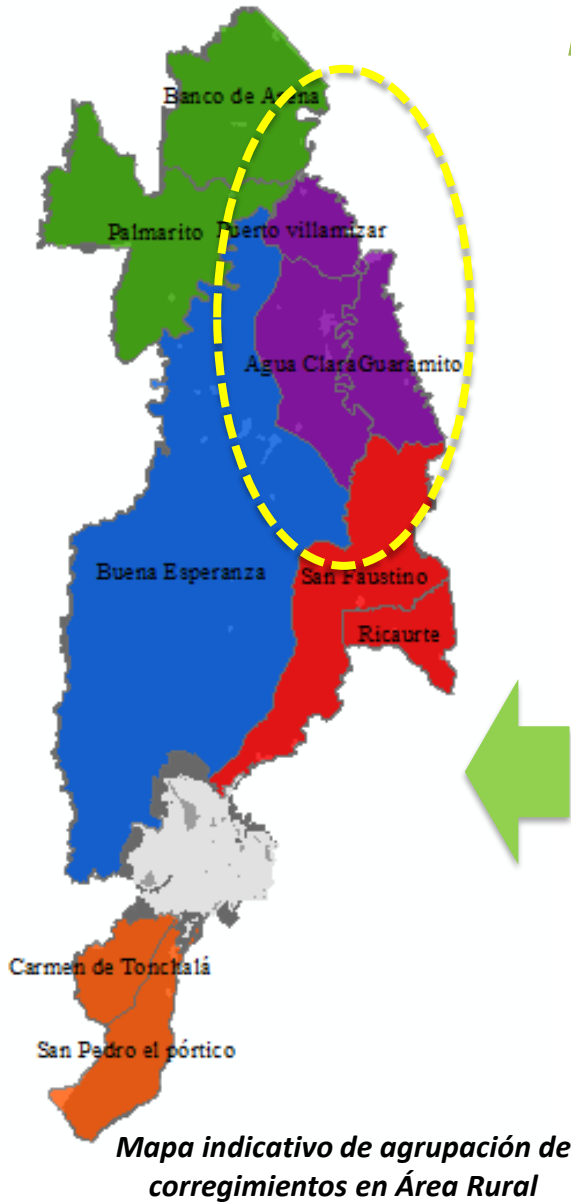 Banco de Arena
Palmarito
Puerto villamizar
Agua Clara
Guaramito
Buena Esperanza
San Faustino
Ricaurte
Carmen de Tonchalá
San Pedro el pórtico
Mapa indicativo de agrupación de
corregimientos en Área Rural